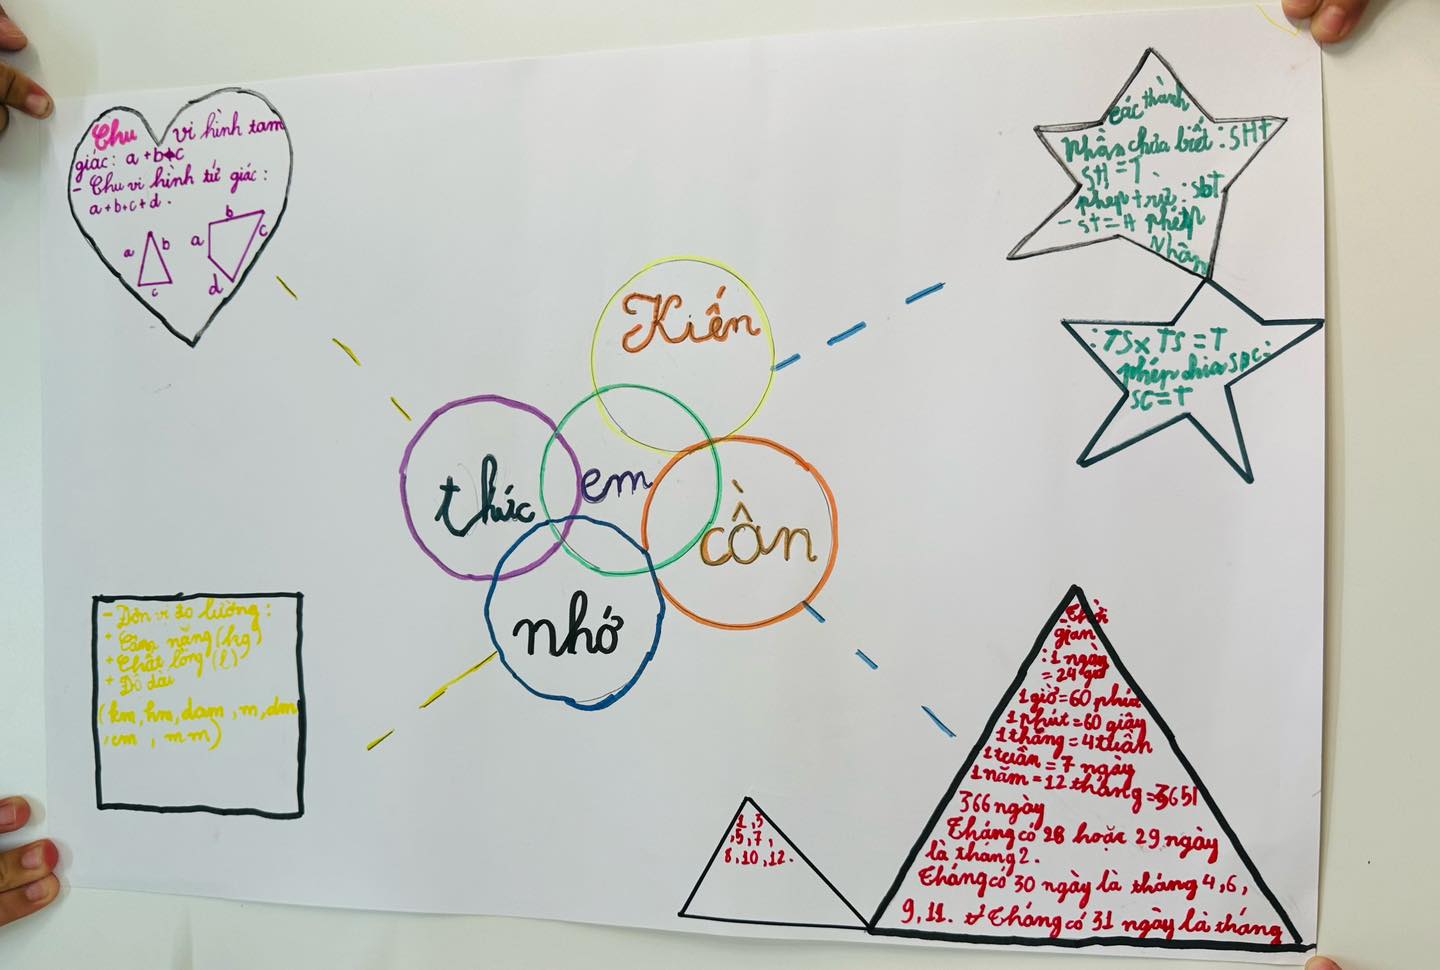 Chu vi hình tam
giác: a+b+c
- Chu vi hình tứ giác:
a+b+c+d.
a b c
a b c d
Các thành
phần chưa biết: SHt
SH=T.
phép trừ: sbt
- st=H phép
Nhân
: TS x TS = T
phép chia SBC:
SC=T
Kiến
thức
em
cần
nhớ
- Đơn vi đo lường:
+ Cân nặng (kg)
+ Chất lỏng (l)
+ Độ dài
(km, hm, dam, m, dm
, cm, mm)
- Thời
gian
: 1 ngày
= 24 giờ
1 giờ = 60 phút
1 phút = 60 giây
1 tháng = 4 tuần
1 tuần = 7 ngày
1 năm = 12 tháng = 3651
366 ngày
Tháng có 28 hoặc 29 ngày
là tháng 2.
Tháng có 30 ngày là tháng 4, 6,
9, 11. Tháng có 31 ngày là tháng
1, 3
, 5, 7,
8, 10, 12.